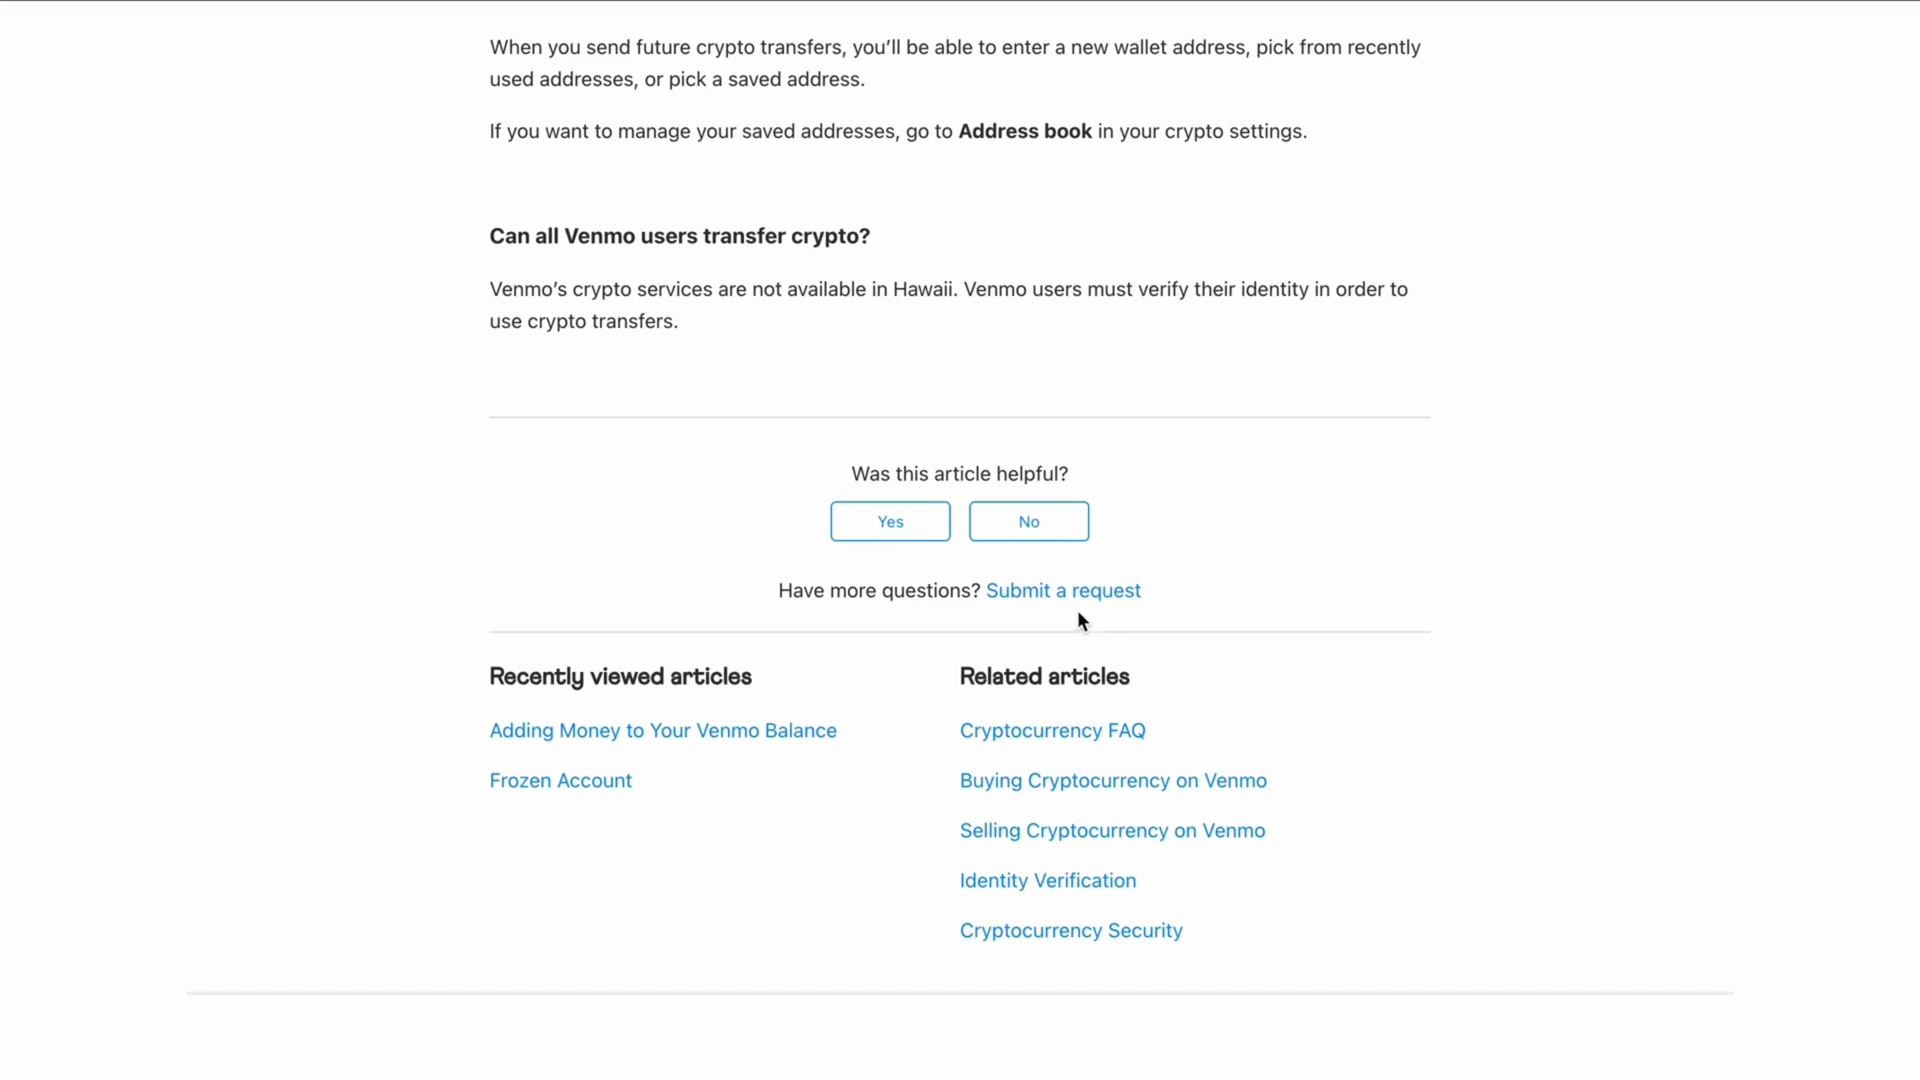 When you send future crypto transfers, you’ll be able to enter a new wallet address, pick from recently
used addresses, or pick a saved address.
If you want to manage your saved addresses, go to Address book in your crypto settings.
Can all Venmo users transfer crypto?
Venmo’s crypto services are not available in Hawaii. Venmo users must verify their identity in order to
use crypto transfers.
Was this article helpful?
Yes No
Have more questions? Submit a request
Recently viewed articles
Adding Money to Your Venmo Balance
Frozen Account
Related articles
Cryptocurrency FAQ
Buying Cryptocurrency on Venmo
Selling Cryptocurrency on Venmo
Identity Verification
Cryptocurrency Security